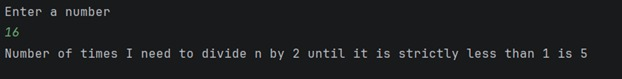 Enter a number
16
Number of times I need to divide n by 2 until it is strictly less than 1 is 5